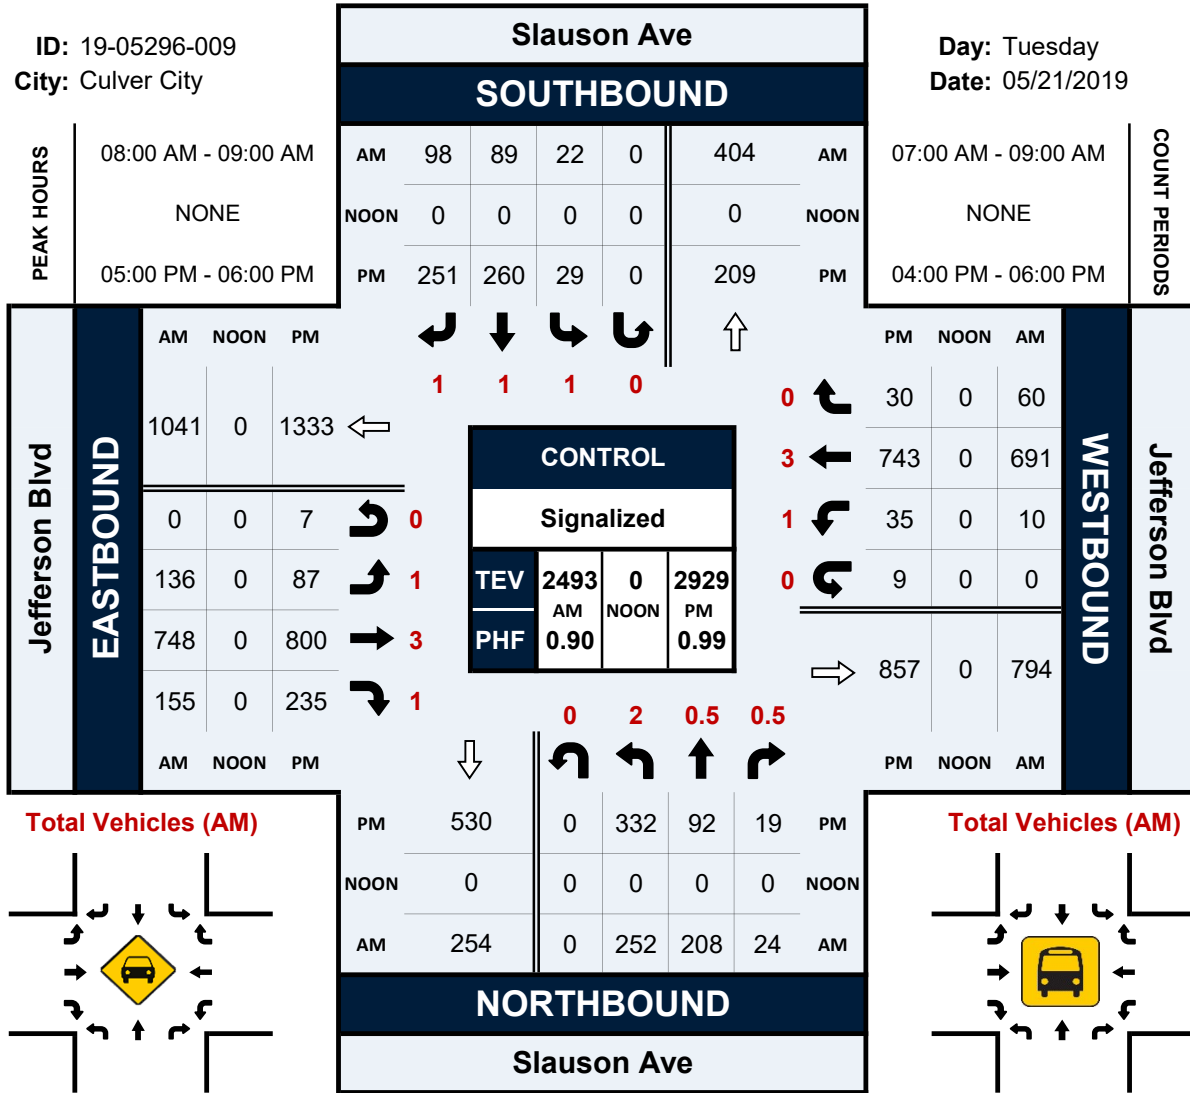 Slauson Ave
ID: 19-05296-009
Day: Tuesday
City: Culver City
Date: 05/21/2019
SOUTHBOUND
PEAK HOURS
08:00 AM - 09:00 AM
AM 98 89 22 0 404 AM
07:00 AM - 09:00 AM
COUNT PERIODS
NONE
NOON 0 0 0 0 0 NOON
NONE
05:00 PM - 06:00 PM
PM 251 260 29 0 209 PM
04:00 PM - 06:00 PM
Jefferson Blvd
EASTBOUND
AM NOON PM
1041 0 1333
0 0 7 0
136 0 87 1
748 0 800 3
155 0 235 1
AM NOON PM
1 1 1 0
CONTROL
Signalized
TEV 2493 0 2929
AM NOON PM
PHF 0.90 0.99
PM NOON AM
0 30 0 60
3 743 0 691
1 35 0 10
0 9 0 0
857 0 794
PM NOON AM
WESTBOUND
Jefferson Blvd
0 2 0.5 0.5
Total Vehicles (AM)
PM 530 0 332 92 19 PM
Total Vehicles (AM)
NOON 0 0 0 0 0 NOON
AM 254 0 252 208 24 AM
NORTHBOUND
Slauson Ave